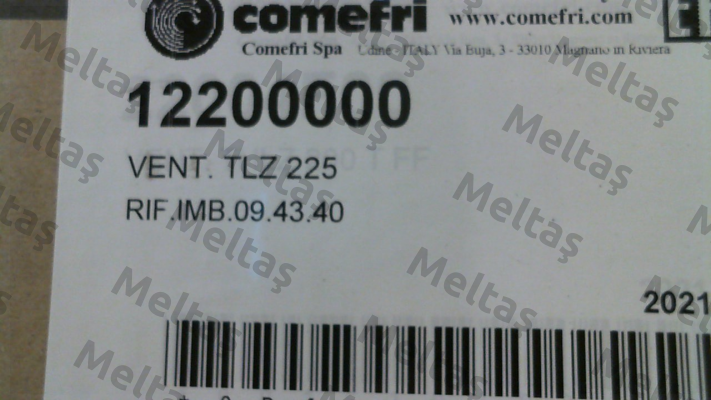 comefri www.comefri.com
Comefri Spa Udine - ITALY Via Buja, 3 - 33010 Magnano in Riviera
12200000
VENT. TLZ 225
RIF.IMB.09.43.40
2021
Meltaş